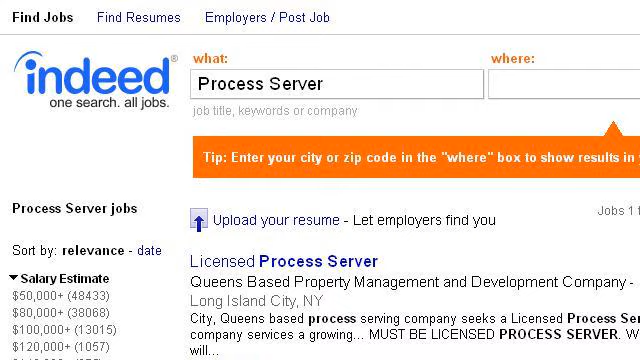 Find Jobs Find Resumes Employers / Post Job
indeed®
one search. all jobs.
what: where:
Process Server
job title, keywords or company
Tip: Enter your city or zip code in the "where" box to show results in
Process Server jobs
Jobs 1
Upload your resume - Let employers find you
Sort by: relevance - date
Licensed Process Server
Salary Estimate
Queens Based Property Management and Development Company -
$50,000+ (48433)
Long Island City, NY
$80,000+ (38068)
City, Queens based process serving company seeks a Licensed Process
$100,000+ (13015)
company services a growing... MUST BE LICENSED PROCESS SERVER. W
$120,000+ (1057)
will...